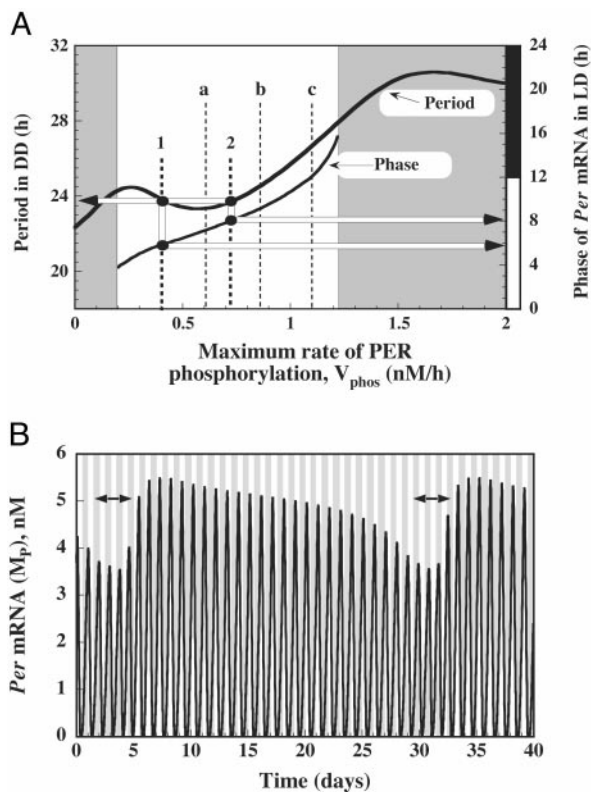 A
32
28
24
20
Period in DD (h)
a
b
c
1
2
Period
Phase
24
20
16
12
8
4
0
Phase of Per mRNA in LD (h)
0
0.5
1
1.5
2
Maximum rate of PER
phosphorylation, Vphos (nM/h)
B
6
5
4
3
2
1
0
Per mRNA (MP), nM
0
5
10
15
20
25
30
35
40
Time (days)